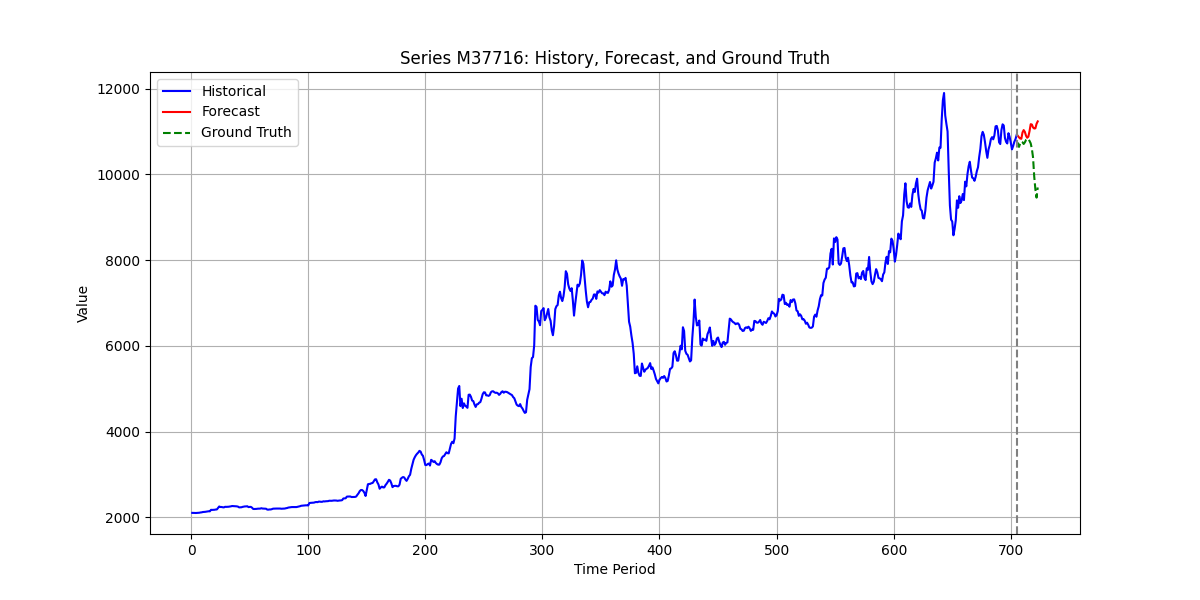 Series M37716: History, Forecast, and Ground Truth
Historical
Forecast
Ground Truth
12000
10000
8000
6000
4000
2000
Value
0 100 200 300 400 500 600 700
Time Period